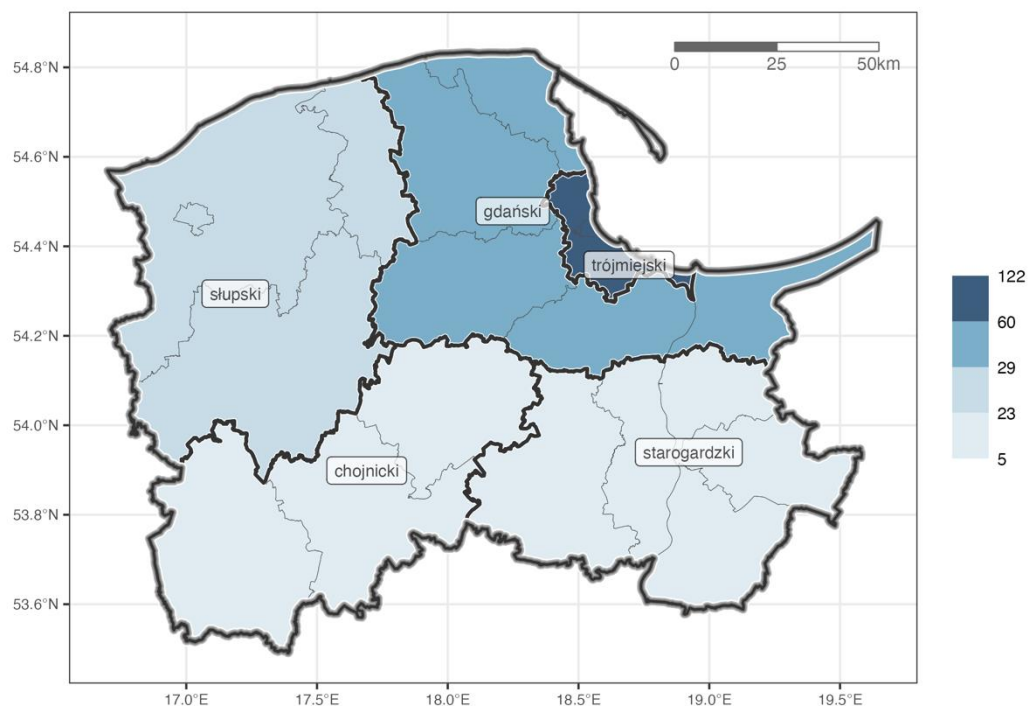 54.8°N
54.6°N
54.4°N
54.2°N
54.0°N
53.8°N
53.6°N
0
25
50km
gdański
trójmiejski
słupski
starogardzki
chojnicki
122
60
29
23
5
17.0°E
17.5°E
18.0°E
18.5°E
19.0°E
19.5°E